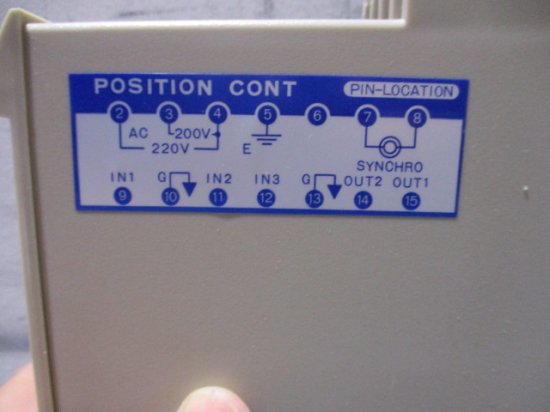 POSITION CONT PIN-LOCATION
2 3 4 5 6 7 8
AC 200V
220V E
SYNCHRO
IN1 G IN2 IN3 G OUT2 OUT1
9 10 11 12 13 14 15